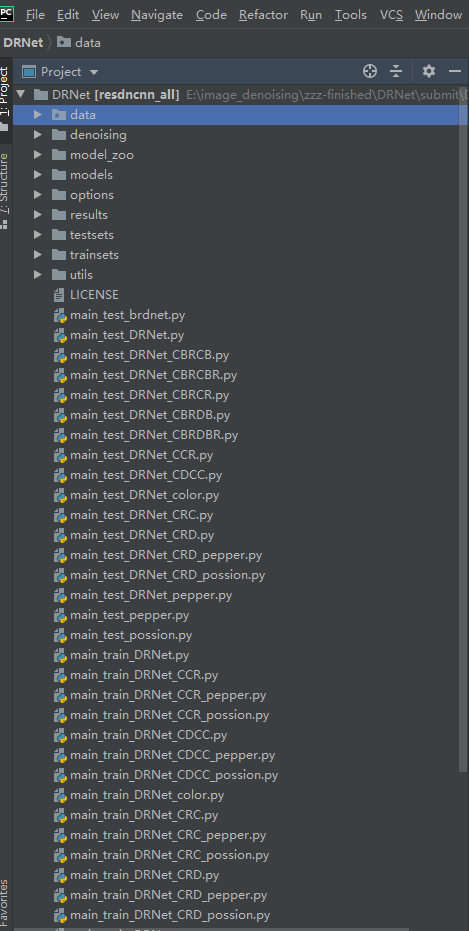 PC File Edit View Navigate Code Refactor Run Tools VCS Window
DRNet data
1: Project
Project
DRNet [resdncnn_all] E:\image_denoising\zzz-finished\DRNet\submit\
data
denoising
model_zoo
7: Structure
models
options
results
testsets
trainsets
utils
LICENSE
main_test_brdnet.py
main_test_DRNet.py
main_test_DRNet_CBRCB.py
main_test_DRNet_CBRCBR.py
main_test_DRNet_CBRCR.py
main_test_DRNet_CBRDB.py
main_test_DRNet_CBRDBR.py
main_test_DRNet_CCR.py
main_test_DRNet_CDCC.py
main_test_DRNet_color.py
main_test_DRNet_CRC.py
main_test_DRNet_CRD.py
main_test_DRNet_CRD_pepper.py
main_test_DRNet_CRD_possion.py
main_test_DRNet_pepper.py
main_test_pepper.py
main_test_possion.py
main_train_DRNet.py
main_train_DRNet_CCR.py
main_train_DRNet_CCR_pepper.py
main_train_DRNet_CCR_possion.py
main_train_DRNet_CDCC.py
main_train_DRNet_CDCC_pepper.py
main_train_DRNet_CDCC_possion.py
main_train_DRNet_color.py
main_train_DRNet_CRC.py
main_train_DRNet_CRC_pepper.py
main_train_DRNet_CRC_possion.py
main_train_DRNet_CRD.py
main_train_DRNet_CRD_pepper.py
main_train_DRNet_CRD_possion.py
Favorites